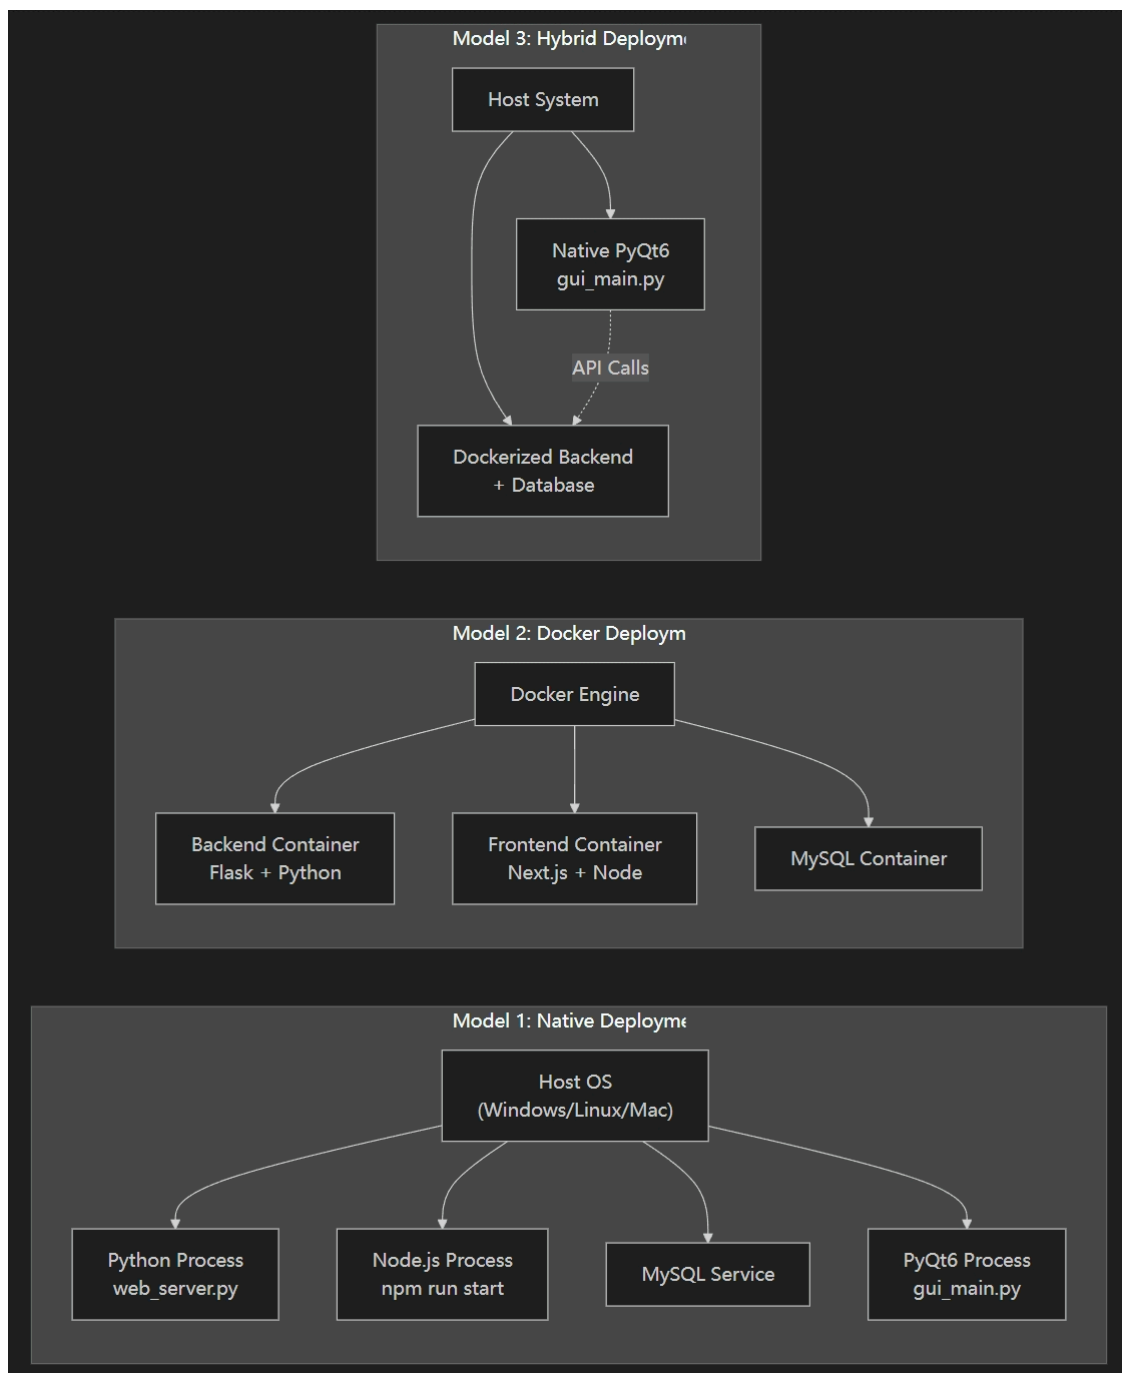 Model 3: Hybrid Deployme
Host System
Native PyQt6
gui_main.py
API Calls
Dockerized Backend
+ Database
Model 2: Docker Deploym
Docker Engine
Backend Container
Flask + Python
Frontend Container
Next.js + Node
MySQL Container
Model 1: Native Deployme
Host OS
(Windows/Linux/Mac)
Python Process
web_server.py
Node.js Process
npm run start
MySQL Service
PyQt6 Process
gui_main.py